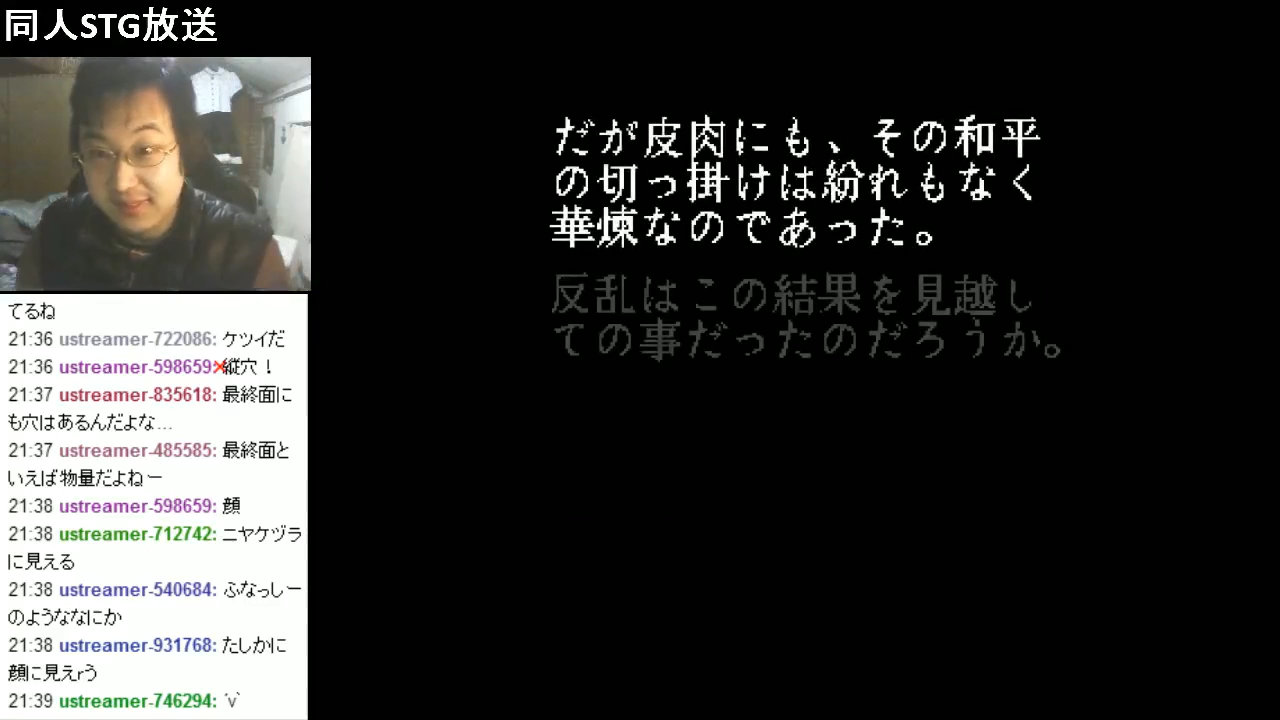 同人STG放送
だが皮肉にも、その和平
の切っ掛けは紛れもなく
華煉なのであった。
反乱はこの結果を見越し
ての事だったのだろうか。
てるね
21:36 ustreamer-722086: ケツイだ
21:36 ustreamer-598659: 縦穴！
21:37 ustreamer-835618: 最終面に
も穴はあるんだよな…
21:37 ustreamer-485585: 最終面と
いえば物量だよねー
21:38 ustreamer-598659: 顔
21:38 ustreamer-712742: ニヤケヅラ
に見える
21:38 ustreamer-540684: ふなっしー
のようななにか
21:38 ustreamer-931768: たしかに
顔に見えrう
21:39 ustreamer-746294: ´v`